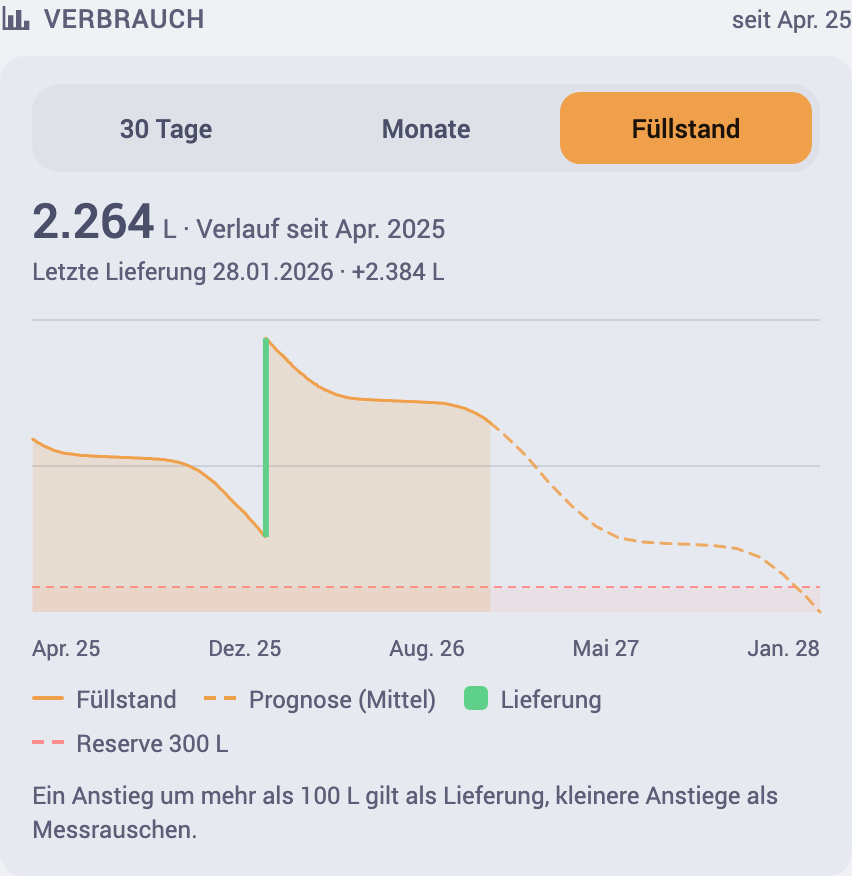 VERBRAUCH
seit Apr. 25
30 Tage
Monate
Füllstand
2.264 L · Verlauf seit Apr. 2025
Letzte Lieferung 28.01.2026 · +2.384 L
Apr. 25
Dez. 25
Aug. 26
Mai 27
Jan. 28
Füllstand
Prognose (Mittel)
Lieferung
Reserve 300 L
Ein Anstieg um mehr als 100 L gilt als Lieferung, kleinere Anstiege als
Messrauschen.